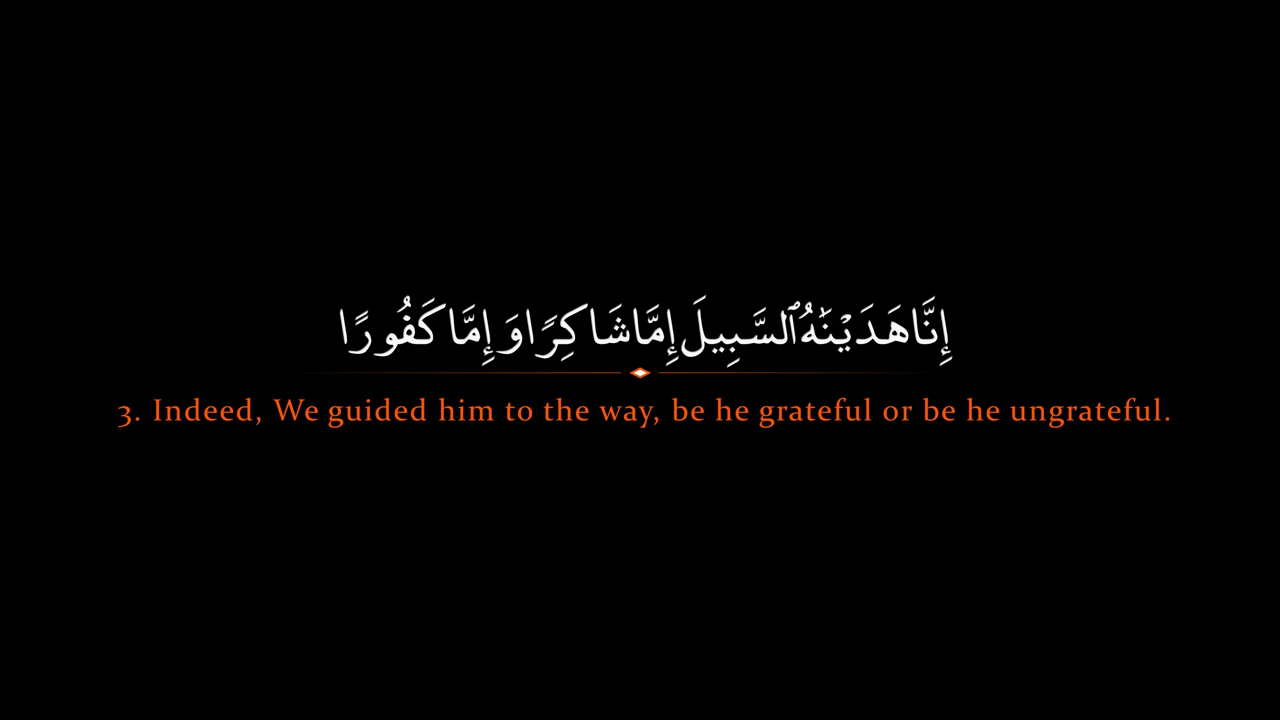 إِنَّا هَدَيْنَٰهُ ٱلسَّبِيلَ إِمَّا شَاكِرًا وَإِمَّا كَفُورًا
3. Indeed, We guided him to the way, be he grateful or be he ungrateful.